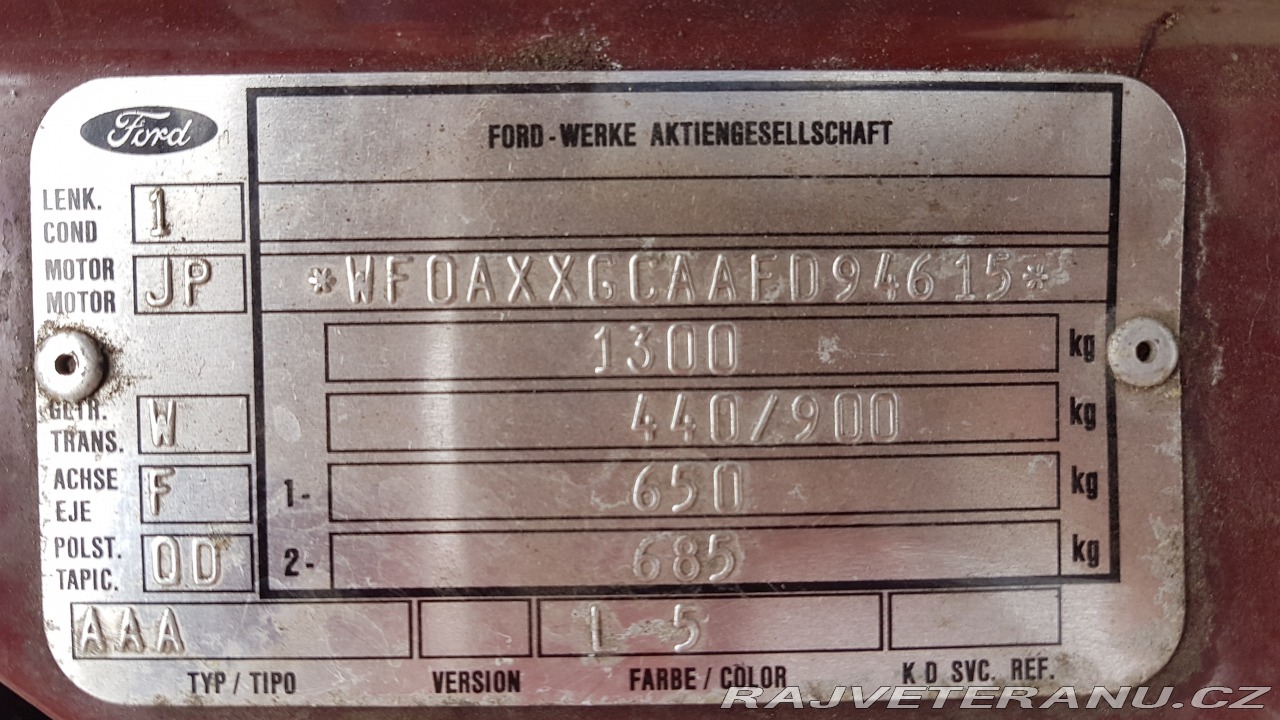 Ford
FORD-WERKE AKTIENGESELLSCHAFT
LENK.
COND
1
MOTOR
MOTOR
JP
*WF0AXXGCAAFD94615*
1300 kg
GETR.
TRANS.
W
440/900 kg
ACHSE
EJE
F
1- 650 kg
POLST.
TAPIC.
QD
2- 685 kg
AAA
L 5
TYP / TIPO
VERSION
FARBE / COLOR
K D SVC. REF.
RAJVETERANU.CZ